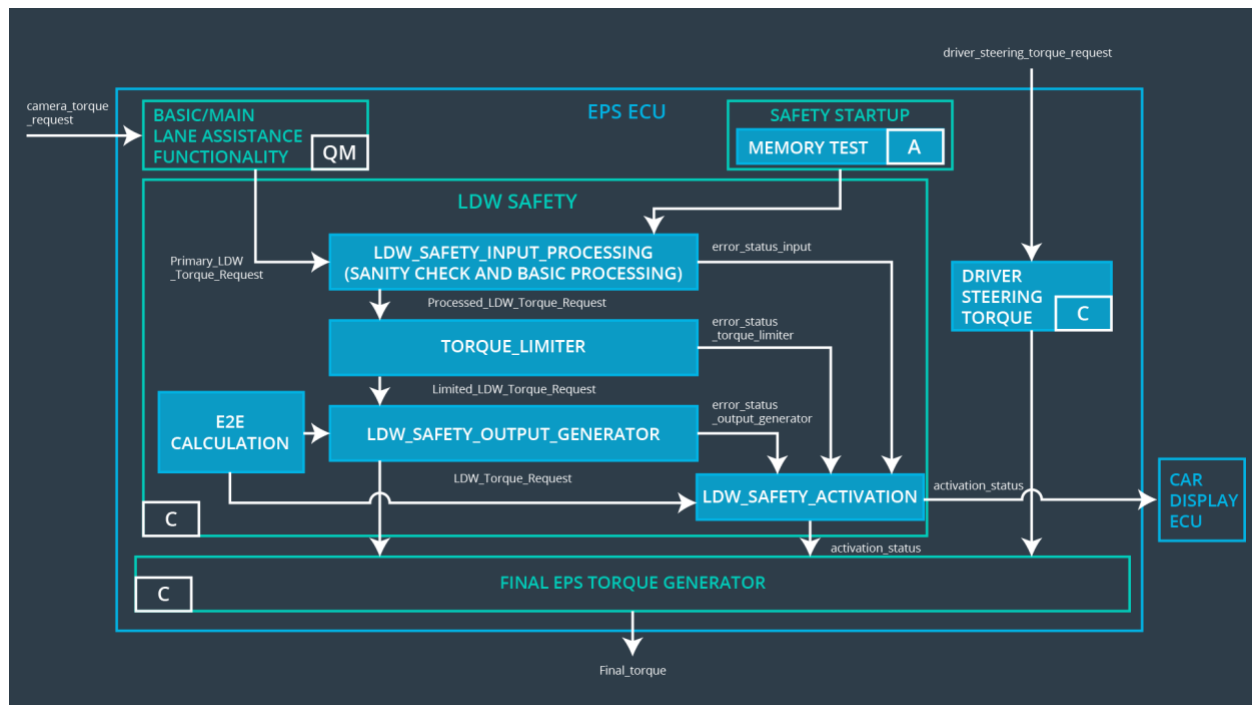 driver_steering_torque_request
camera_torque
_request
EPS ECU
BASIC/MAIN
LANE ASSISTANCE
FUNCTIONALITY
QM
SAFETY STARTUP
MEMORY TEST
A
LDW SAFETY
Primary_LDW
_Torque_Request
LDW_SAFETY_INPUT_PROCESSING
(SANITY CHECK AND BASIC PROCESSING)
error_status_input
DRIVER
STEERING
TORQUE
C
Processed_LDW_Torque_Request
TORQUE_LIMITER
error_status
_torque_limiter
Limited_LDW_Torque_Request
E2E
CALCULATION
LDW_SAFETY_OUTPUT_GENERATOR
error_status
_output_generator
LDW_Torque_Request
LDW_SAFETY_ACTIVATION
activation_status
CAR
DISPLAY
ECU
C
activation_status
FINAL EPS TORQUE GENERATOR
C
Final_torque